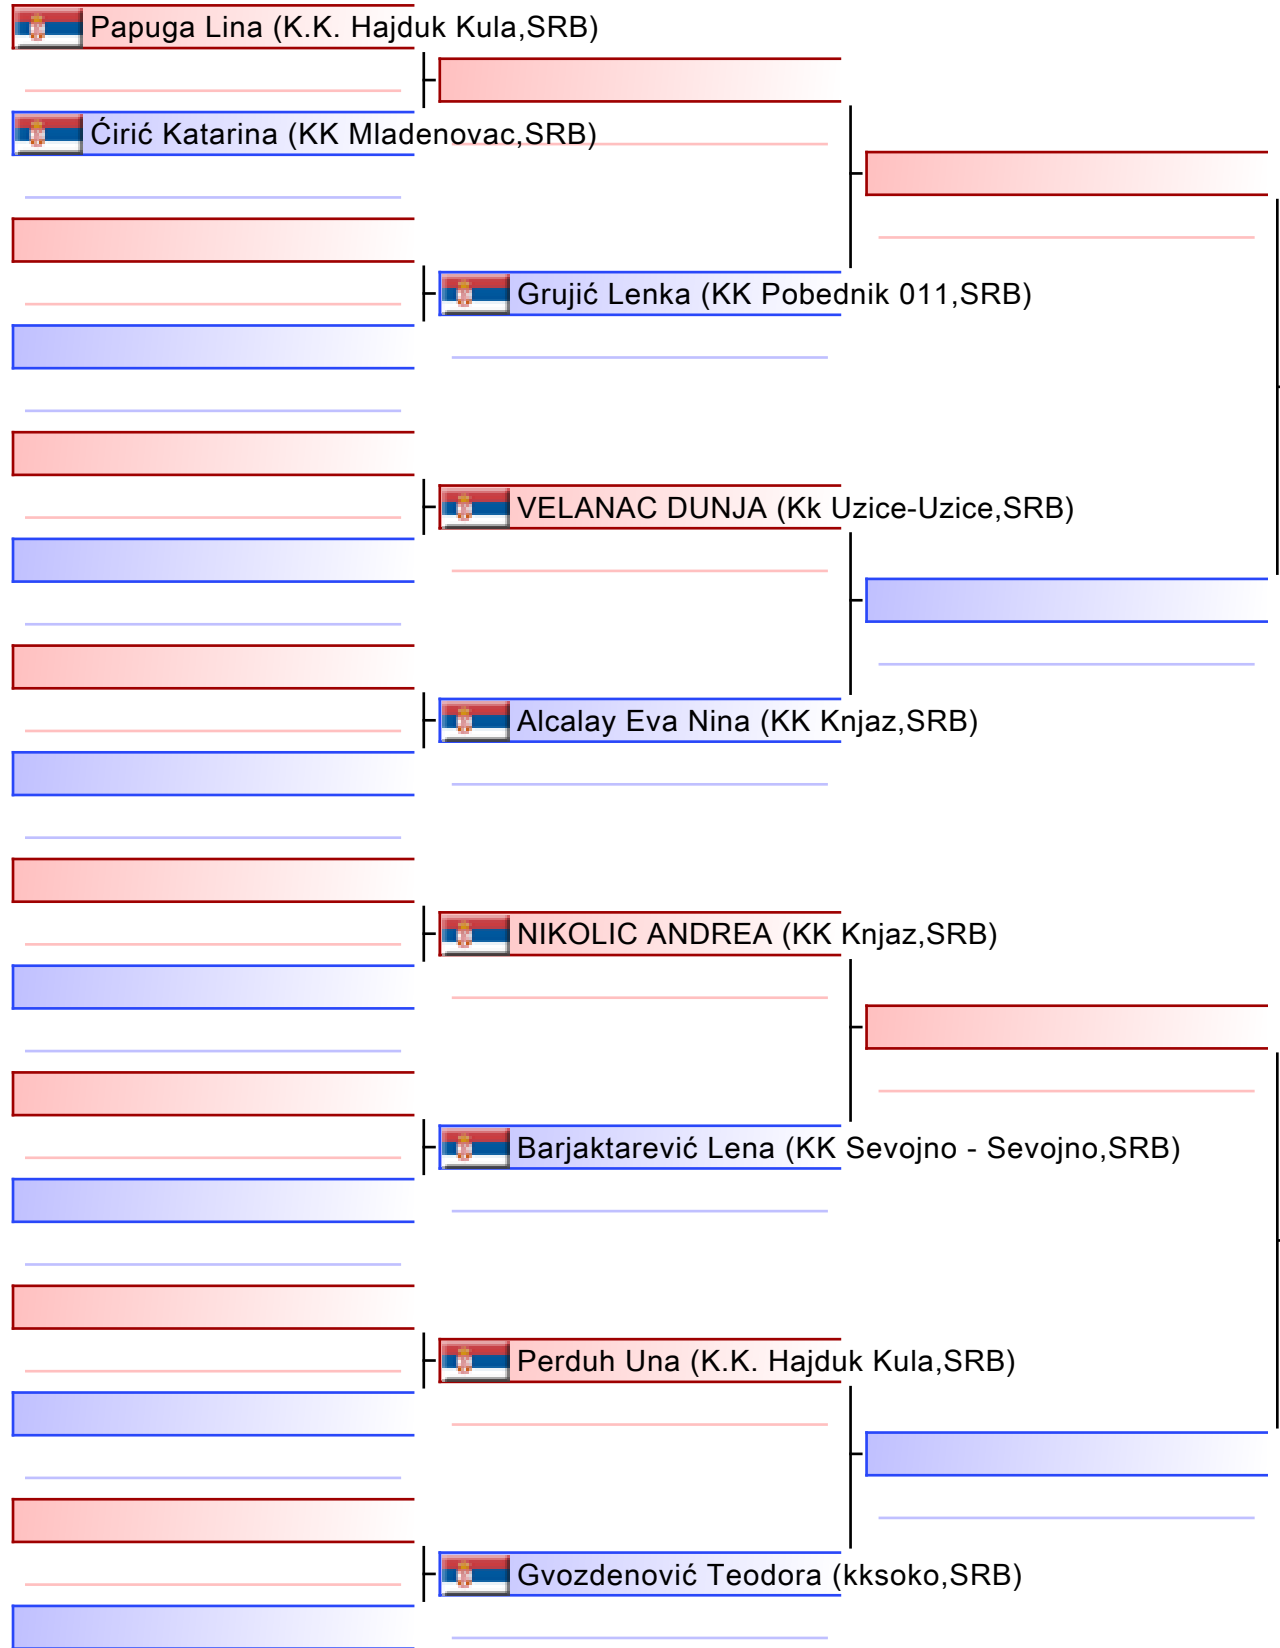 Papuga Lina (K.K. Hajduk Kula,SRB)
Ćirić Katarina (KK Mladenovac,SRB)
Grujić Lenka (KK Pobednik 011,SRB)
VELANAC DUNJA (Kk Uzice-Uzice,SRB)
Alcalay Eva Nina (KK Knjaz,SRB)
NIKOLIC ANDREA (KK Knjaz,SRB)
Barjaktarević Lena (KK Sevojno - Sevojno,SRB)
Perduh Una (K.K. Hajduk Kula,SRB)
Gvozdenović Teodora (kksoko,SRB)